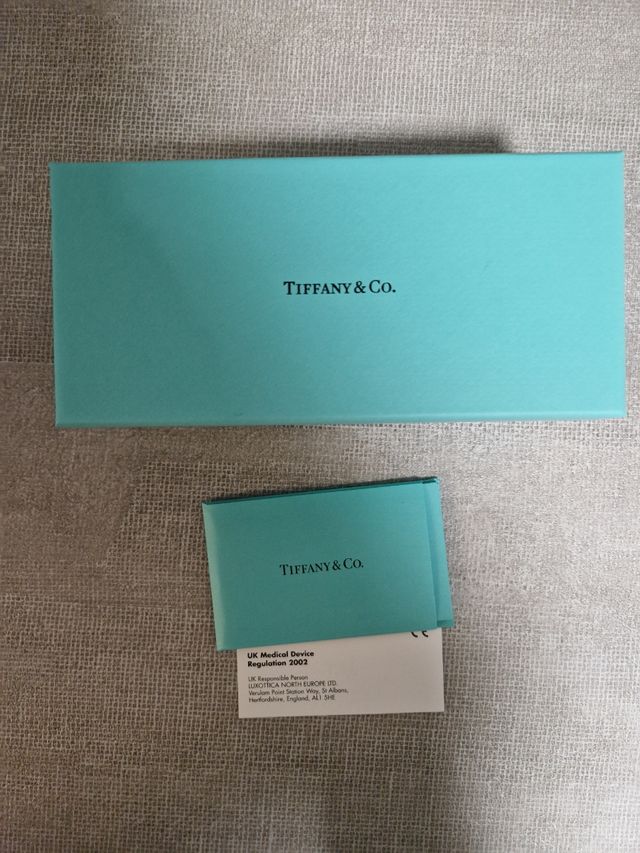 TIFFANY & CO.
TIFFANY & CO.
CE
UK Medical Device
Regulation 2002
UK Responsible Person
LUXOTTICA NORTH EUROPE LTD.
Verulam Point Station Way, St Albans,
Hertfordshire, England, AL1 5HE